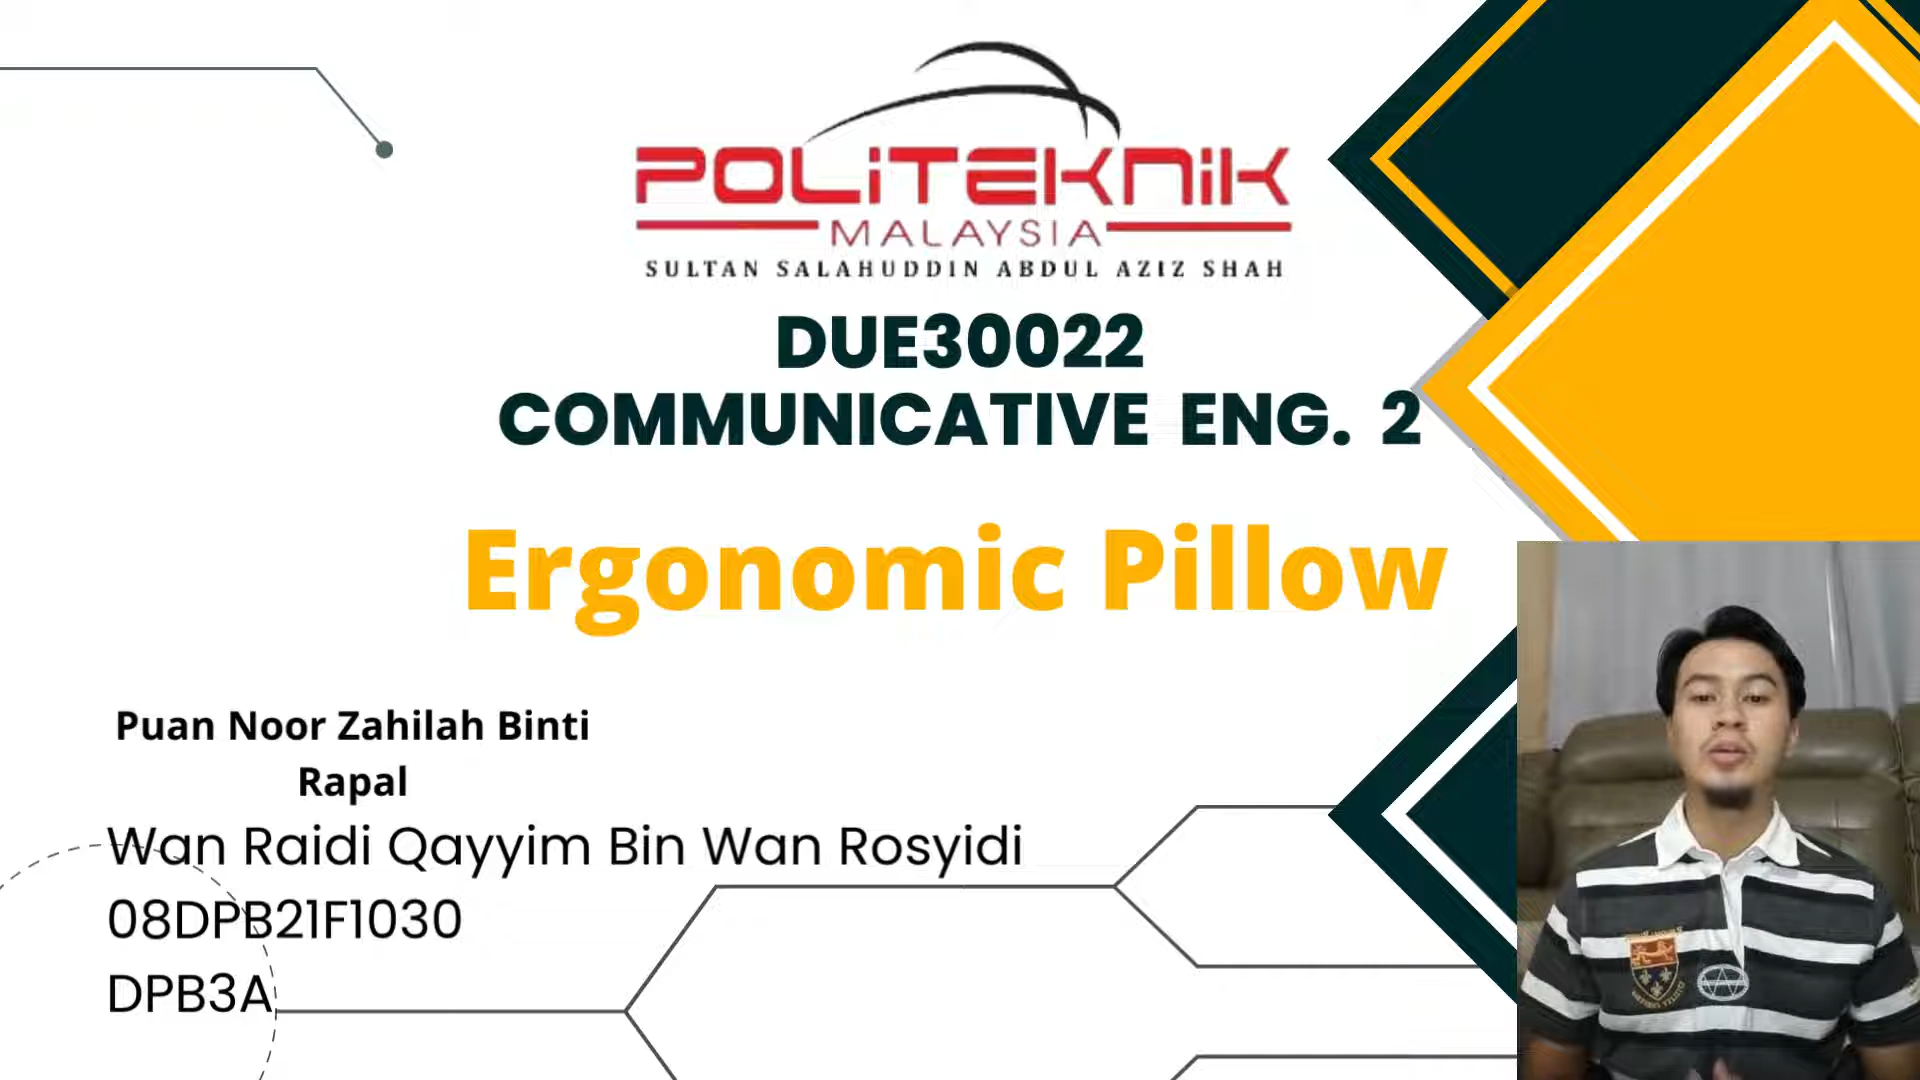 POLiTEKNiK
MALAYSIA
SULTAN SALAHUDDIN ABDUL AZIZ SHAH
DUE30022
COMMUNICATIVE ENG. 2
Ergonomic Pillow
Puan Noor Zahilah Binti
Rapal
Wan Raidi Qayyim Bin Wan Rosyidi
08DPB21F1030
DPB3A